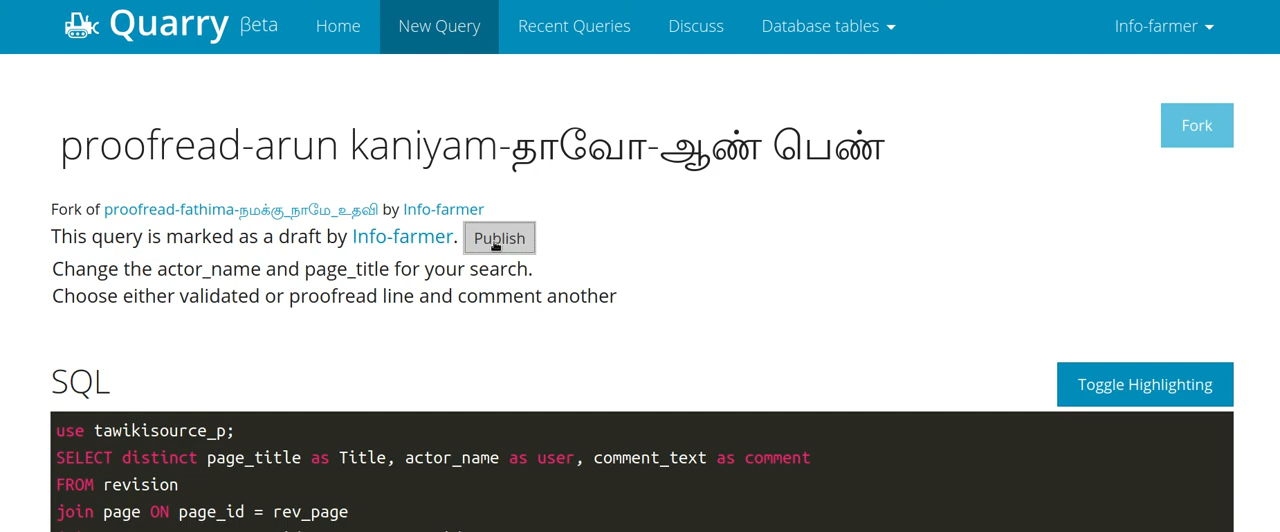 Quarry βeta Home New Query Recent Queries Discuss Database tables Info-farmer
proofread-arun kaniyam-தாவோ-ஆண் பெண்
Fork
Fork of proofread-fathima-நமக்கு_நாமே_உதவி by Info-farmer
This query is marked as a draft by Info-farmer. Publish
Change the actor_name and page_title for your search.
Choose either validated or proofread line and comment another
SQL
Toggle Highlighting
use tawikisource_p;
SELECT distinct page_title as Title, actor_name as user, comment_text as comment
FROM revision
join page ON page_id = rev_page